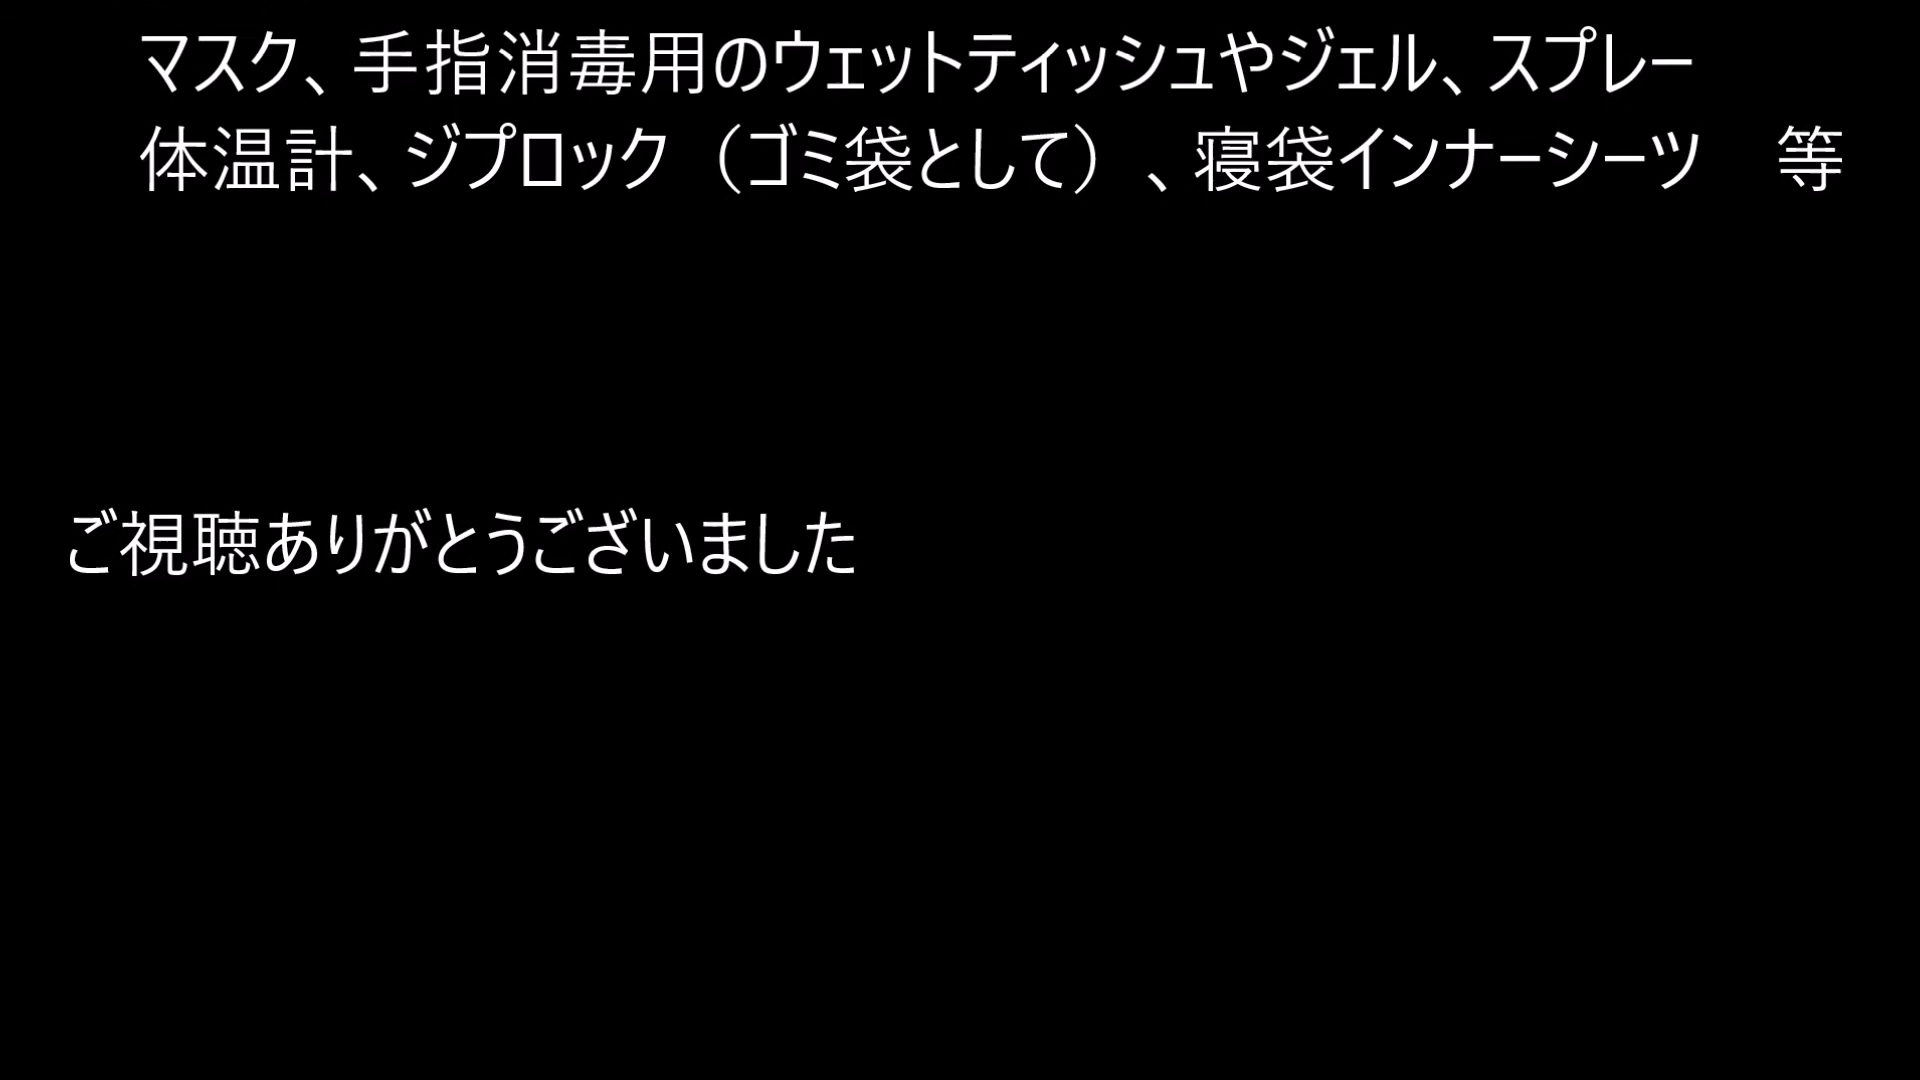 マスク、手指消毒用のウェットティッシュやジェル、スプレー
体温計、ジプロック（ゴミ袋として）、寝袋インナーシーツ　等
ご視聴ありがとうございました